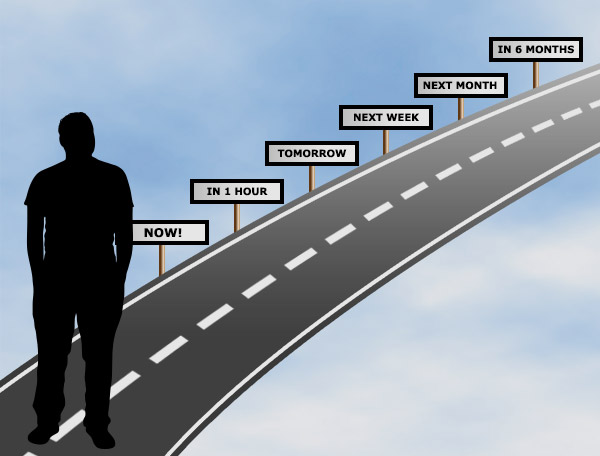 NOW!
IN 1 HOUR
TOMORROW
NEXT WEEK
NEXT MONTH
IN 6 MONTHS